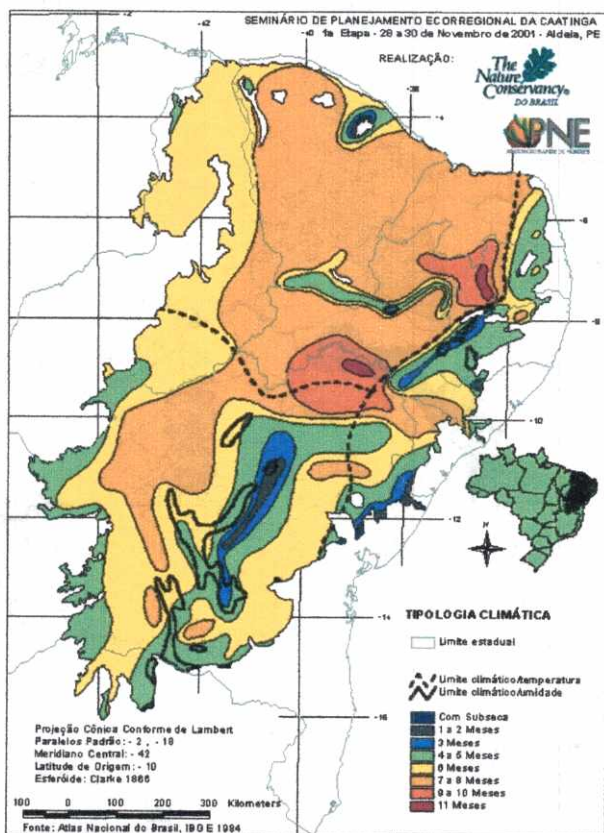 SEMINÁRIO DE PLANEJAMENTO ECORREGIONAL DA CAATINGA
1a Etapa - 28 a 30 de Novembro de 2001 - Aldeia, PE
REALIZAÇÃO:
The
Nature
Conservancy®
DO BRASIL
PNE
-6
-8
-10
-12
-14
-16
TIPOLOGIA CLIMÁTICA
Limite estadual
Limite climático/temperatura
Limite climático/umidade
Com Subseca
1 a 2 Meses
3 Meses
4 a 5 Meses
6 Meses
7 a 8 Meses
9 a 10 Meses
11 Meses
Projeção Cônica Conforme de Lambert
Paralelos Padrão: - 2 , - 18
Meridiano Central: - 42
Latitude de Origem: - 10
Esferóide: Clarke 1866
100 0 100 200 300 Kilometers
Fonte: Atlas Nacional do Brasil, IBGE 1994